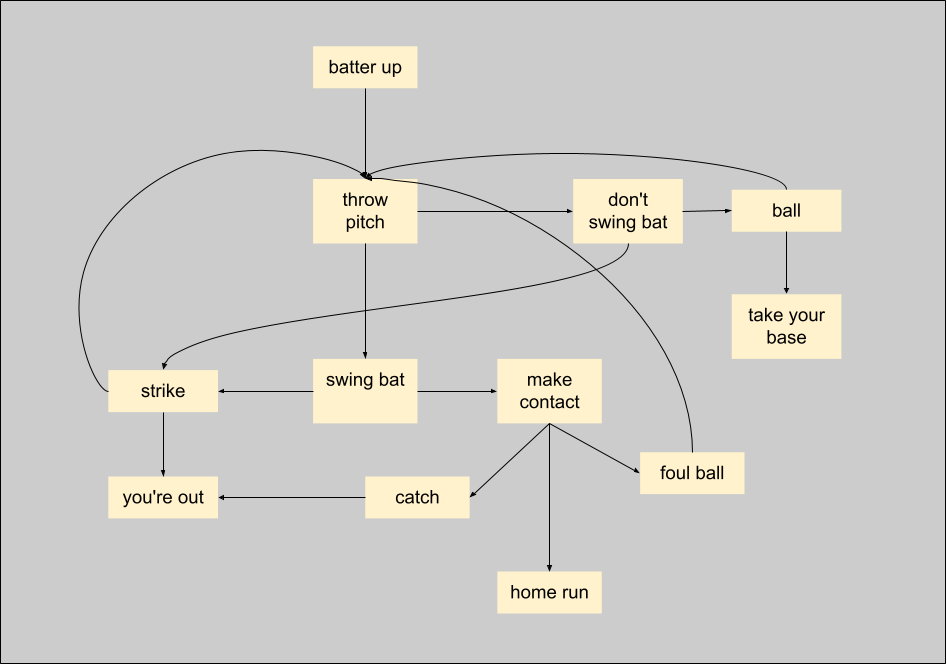 batter up
throw
pitch
don't
swing bat
ball
take your
base
strike
swing bat
make
contact
you're out
catch
foul ball
home run